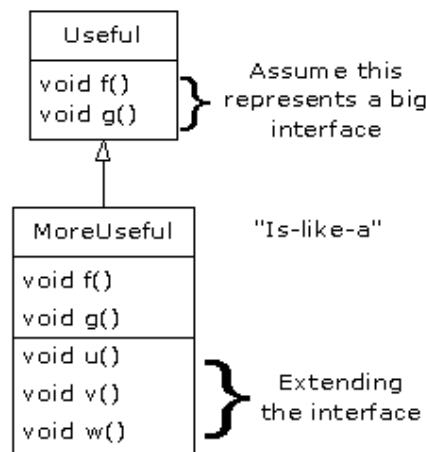 Useful
void f()
void g()
Assume this
represents a big
interface
MoreUseful
"Is-like-a"
void f()
void g()
void u()
void v()
void w()
Extending
the interface